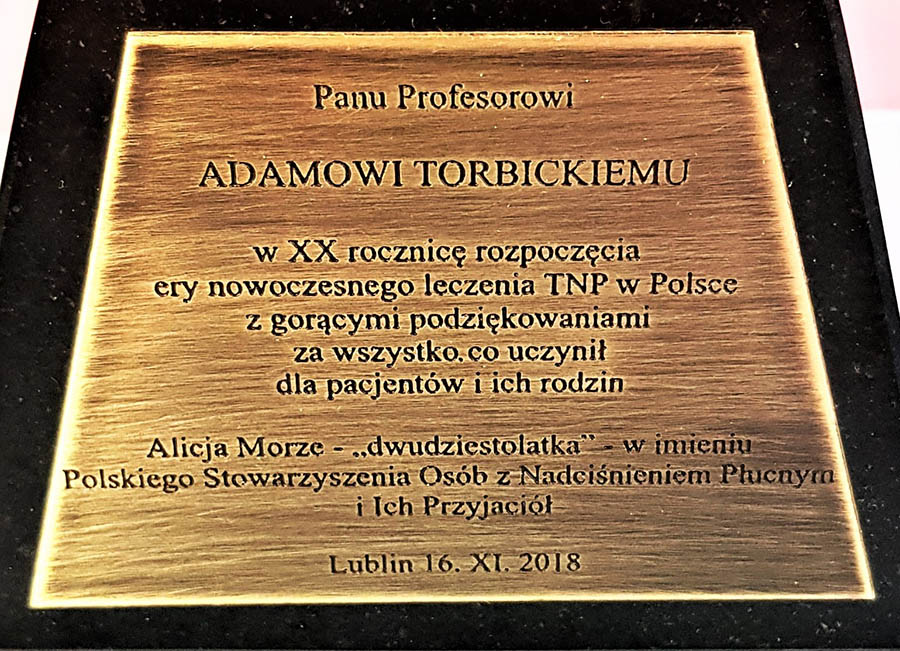 Panu Profesorowi
ADAMOWI TORBICKIEMU
w XX rocznicę rozpoczęcia
ery nowoczesnego leczenia TNP w Polsce
z gorącymi podziękowaniami
za wszystko, co uczynił
dla pacjentów i ich rodzin
Alicja Morze - „dwudziestolatka” - w imieniu
Polskiego Stowarzyszenia Osób z Nadciśnieniem Płucnym
i Ich Przyjaciół
Lublin 16. XI. 2018